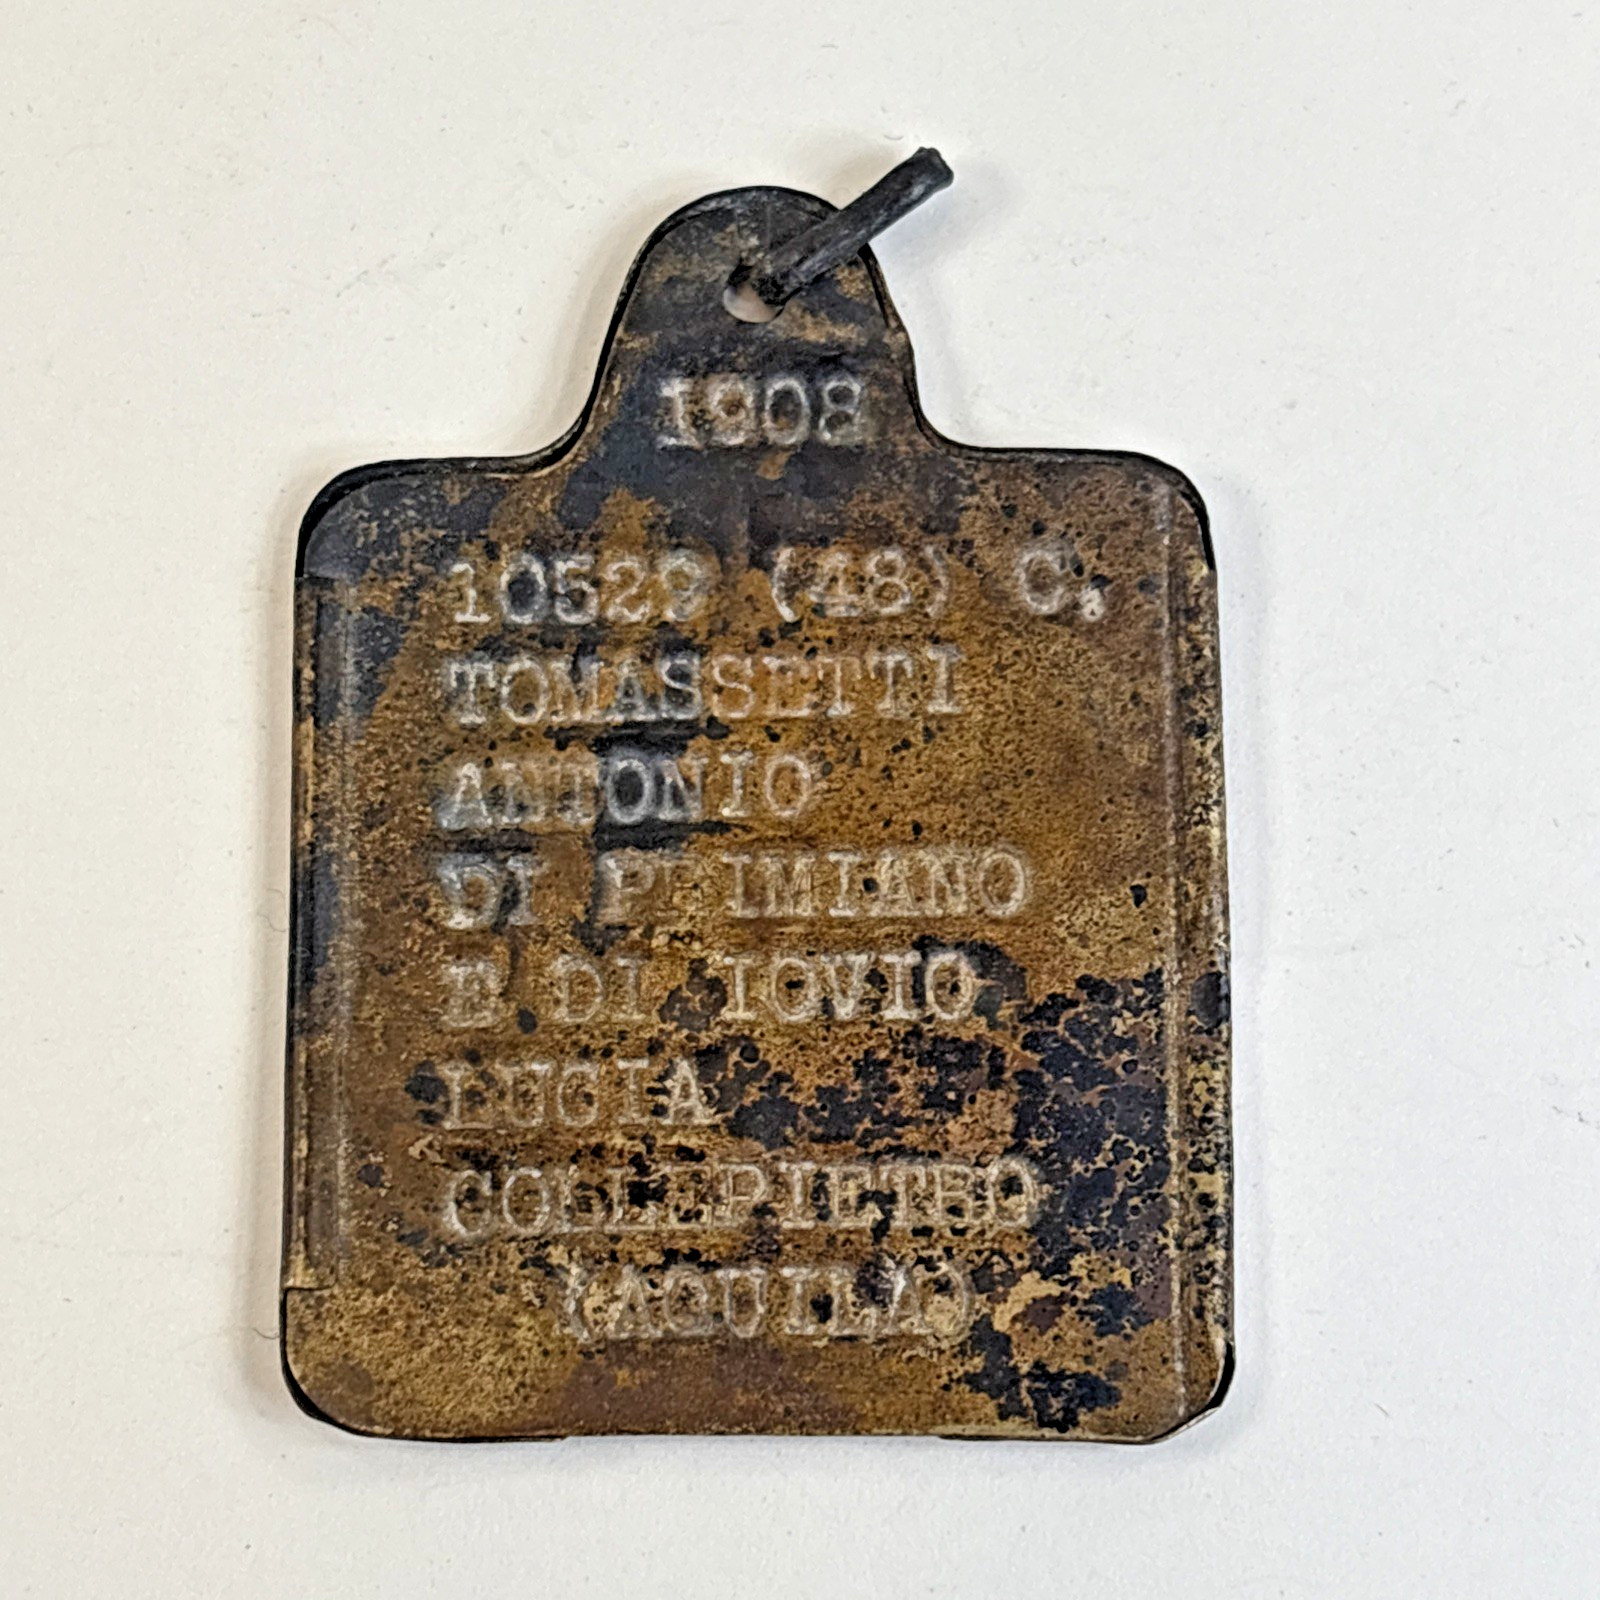 1908
10529 (48) C.
TOMASSETTI
ANTONIO
DI PRIMIANO
E DI IOVIO
LUCIA
COLLEPIETRO
(AQUILA)